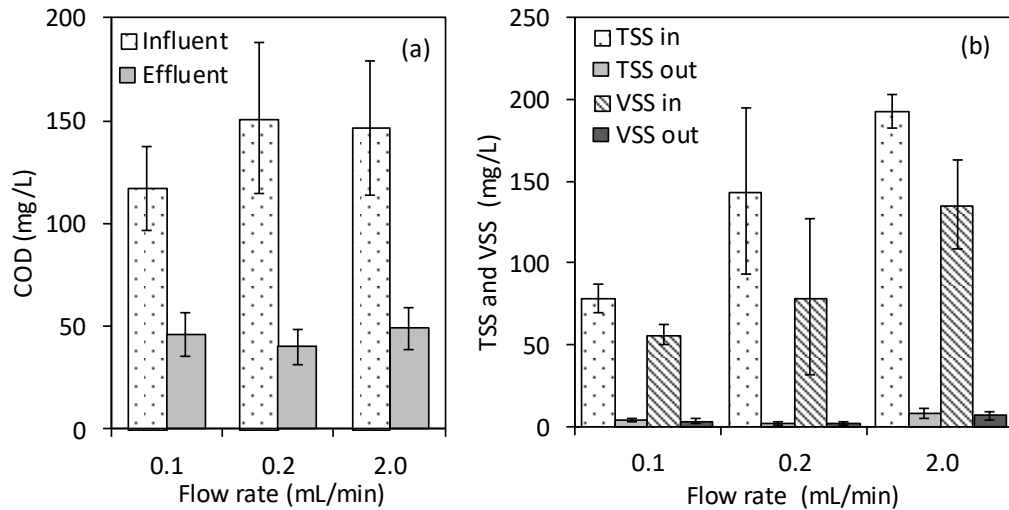 (a)
Influent
Effluent
COD (mg/L)
200
150
100
50
0
0.1 0.2 2.0
Flow rate (mL/min)
(b)
TSS in
TSS out
VSS in
VSS out
TSS and VSS (mg/L)
250
200
150
100
50
0
0.1 0.2 2.0
Flow rate (mL/min)